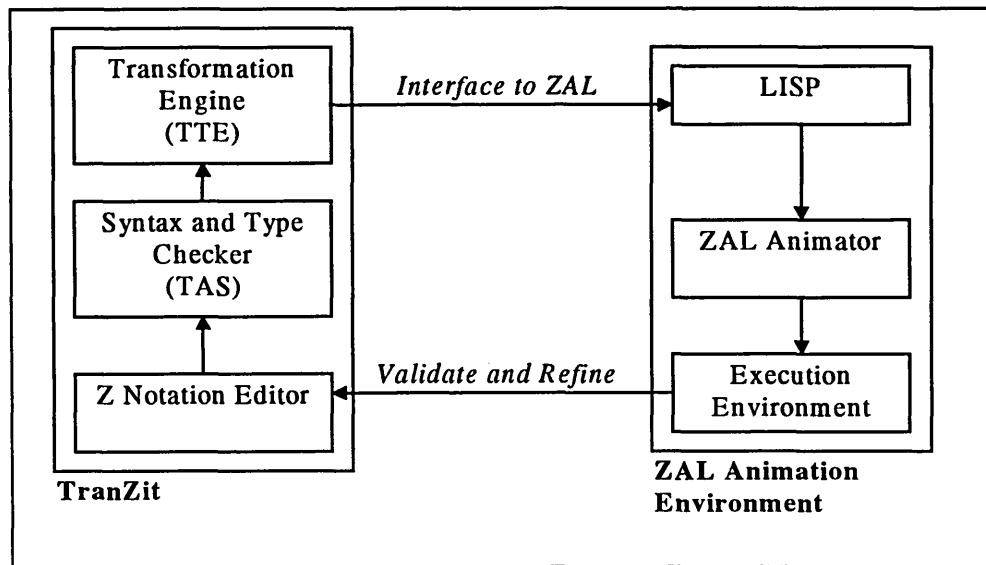 Transformation
Engine
(TTE)
Interface to ZAL
LISP
Syntax and Type
Checker
(TAS)
ZAL Animator
Z Notation Editor
Validate and Refine
Execution
Environment
TranZit
ZAL Animation
Environment